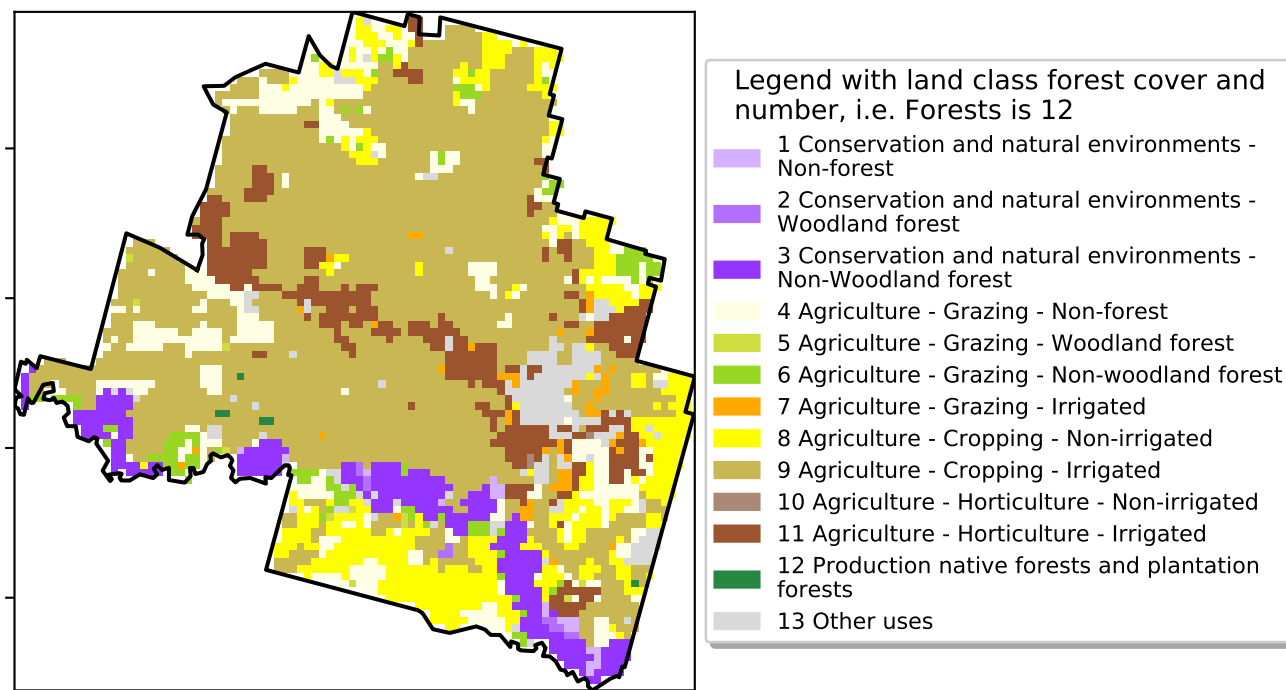 Legend with land class forest cover and
number, i.e. Forests is 12
1 Conservation and natural environments -
Non-forest
2 Conservation and natural environments -
Woodland forest
3 Conservation and natural environments -
Non-Woodland forest
4 Agriculture - Grazing - Non-forest
5 Agriculture - Grazing - Woodland forest
6 Agriculture - Grazing - Non-woodland forest
7 Agriculture - Grazing - Irrigated
8 Agriculture - Cropping - Non-irrigated
9 Agriculture - Cropping - Irrigated
10 Agriculture - Horticulture - Non-irrigated
11 Agriculture - Horticulture - Irrigated
12 Production native forests and plantation
forests
13 Other uses